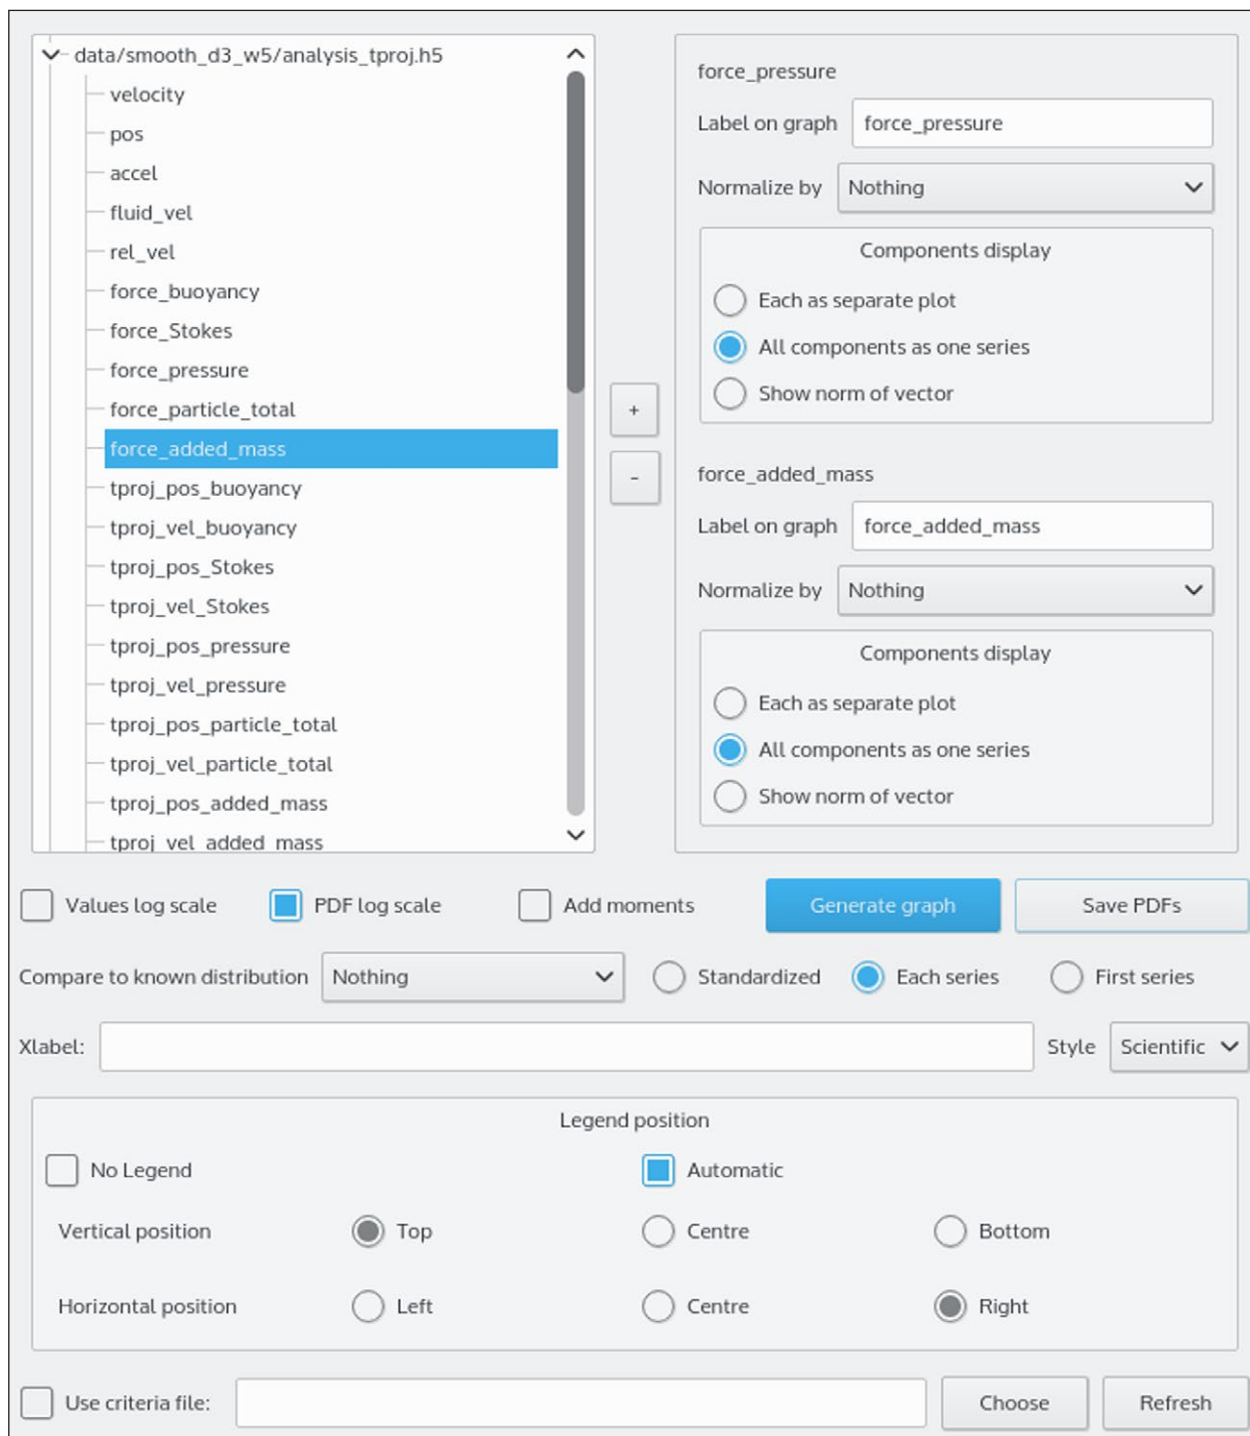 data/smooth_d3_w5/analysis_tproj.h5
velocity
pos
accel
fluid_vel
rel_vel
force_buoyancy
force_Stokes
force_pressure
force_particle_total
force_added_mass
tproj_pos_buoyancy
tproj_vel_buoyancy
tproj_pos_Stokes
tproj_vel_Stokes
tproj_pos_pressure
tproj_vel_pressure
tproj_pos_particle_total
tproj_vel_particle_total
tproj_pos_added_mass
tproj_vel_added_mass
+
-
force_pressure
Label on graph force_pressure
Normalize by Nothing
Components display
Each as separate plot
All components as one series
Show norm of vector
force_added_mass
Label on graph force_added_mass
Normalize by Nothing
Components display
Each as separate plot
All components as one series
Show norm of vector
Values log scale PDF log scale Add moments Generate graph Save PDFs
Compare to known distribution Nothing Standardized Each series First series
Xlabel: Style Scientific
Legend position
No Legend Automatic
Vertical position Top Centre Bottom
Horizontal position Left Centre Right
Use criteria file: Choose Refresh